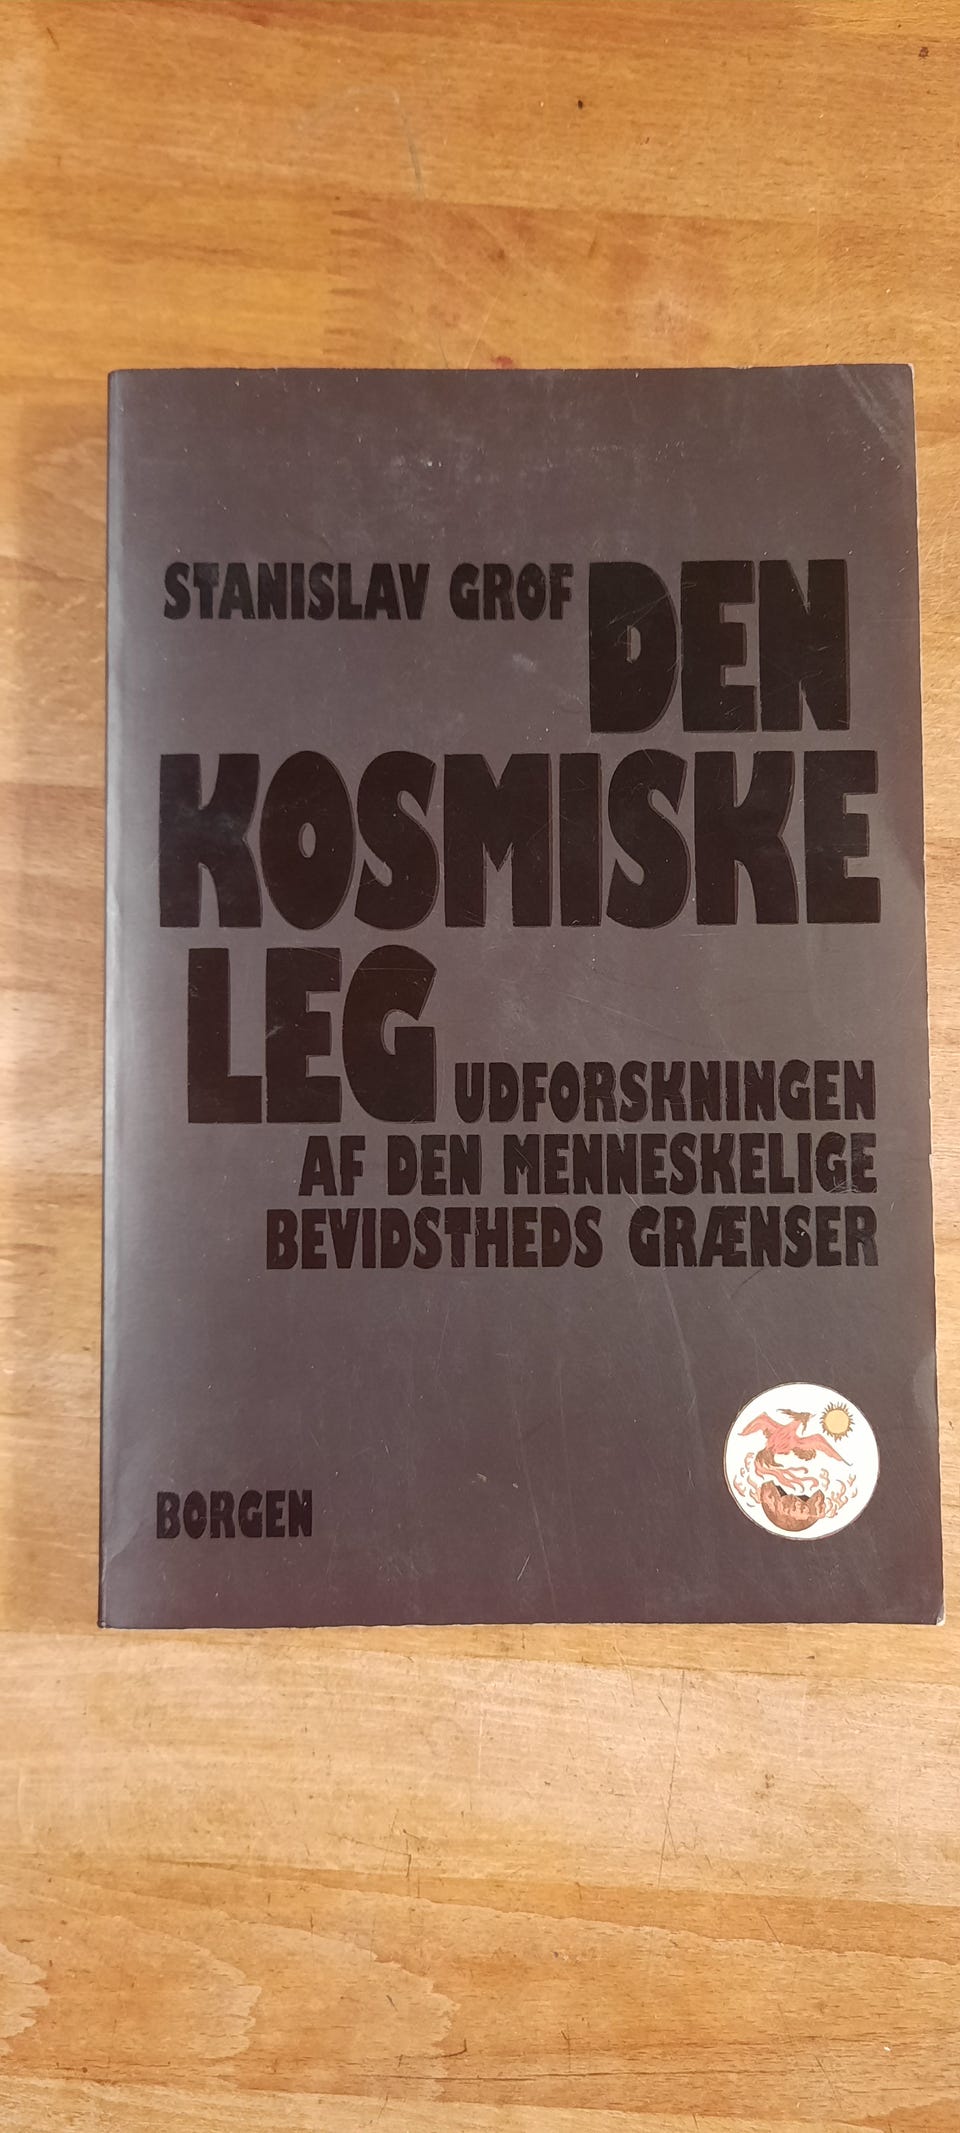 STANISLAV GROF DEN
KOSMISKE
LEG UDFORSKNINGEN
AF DEN MENNESKELIGE
BEVIDSTHEDS GRÆNSER
BORGEN